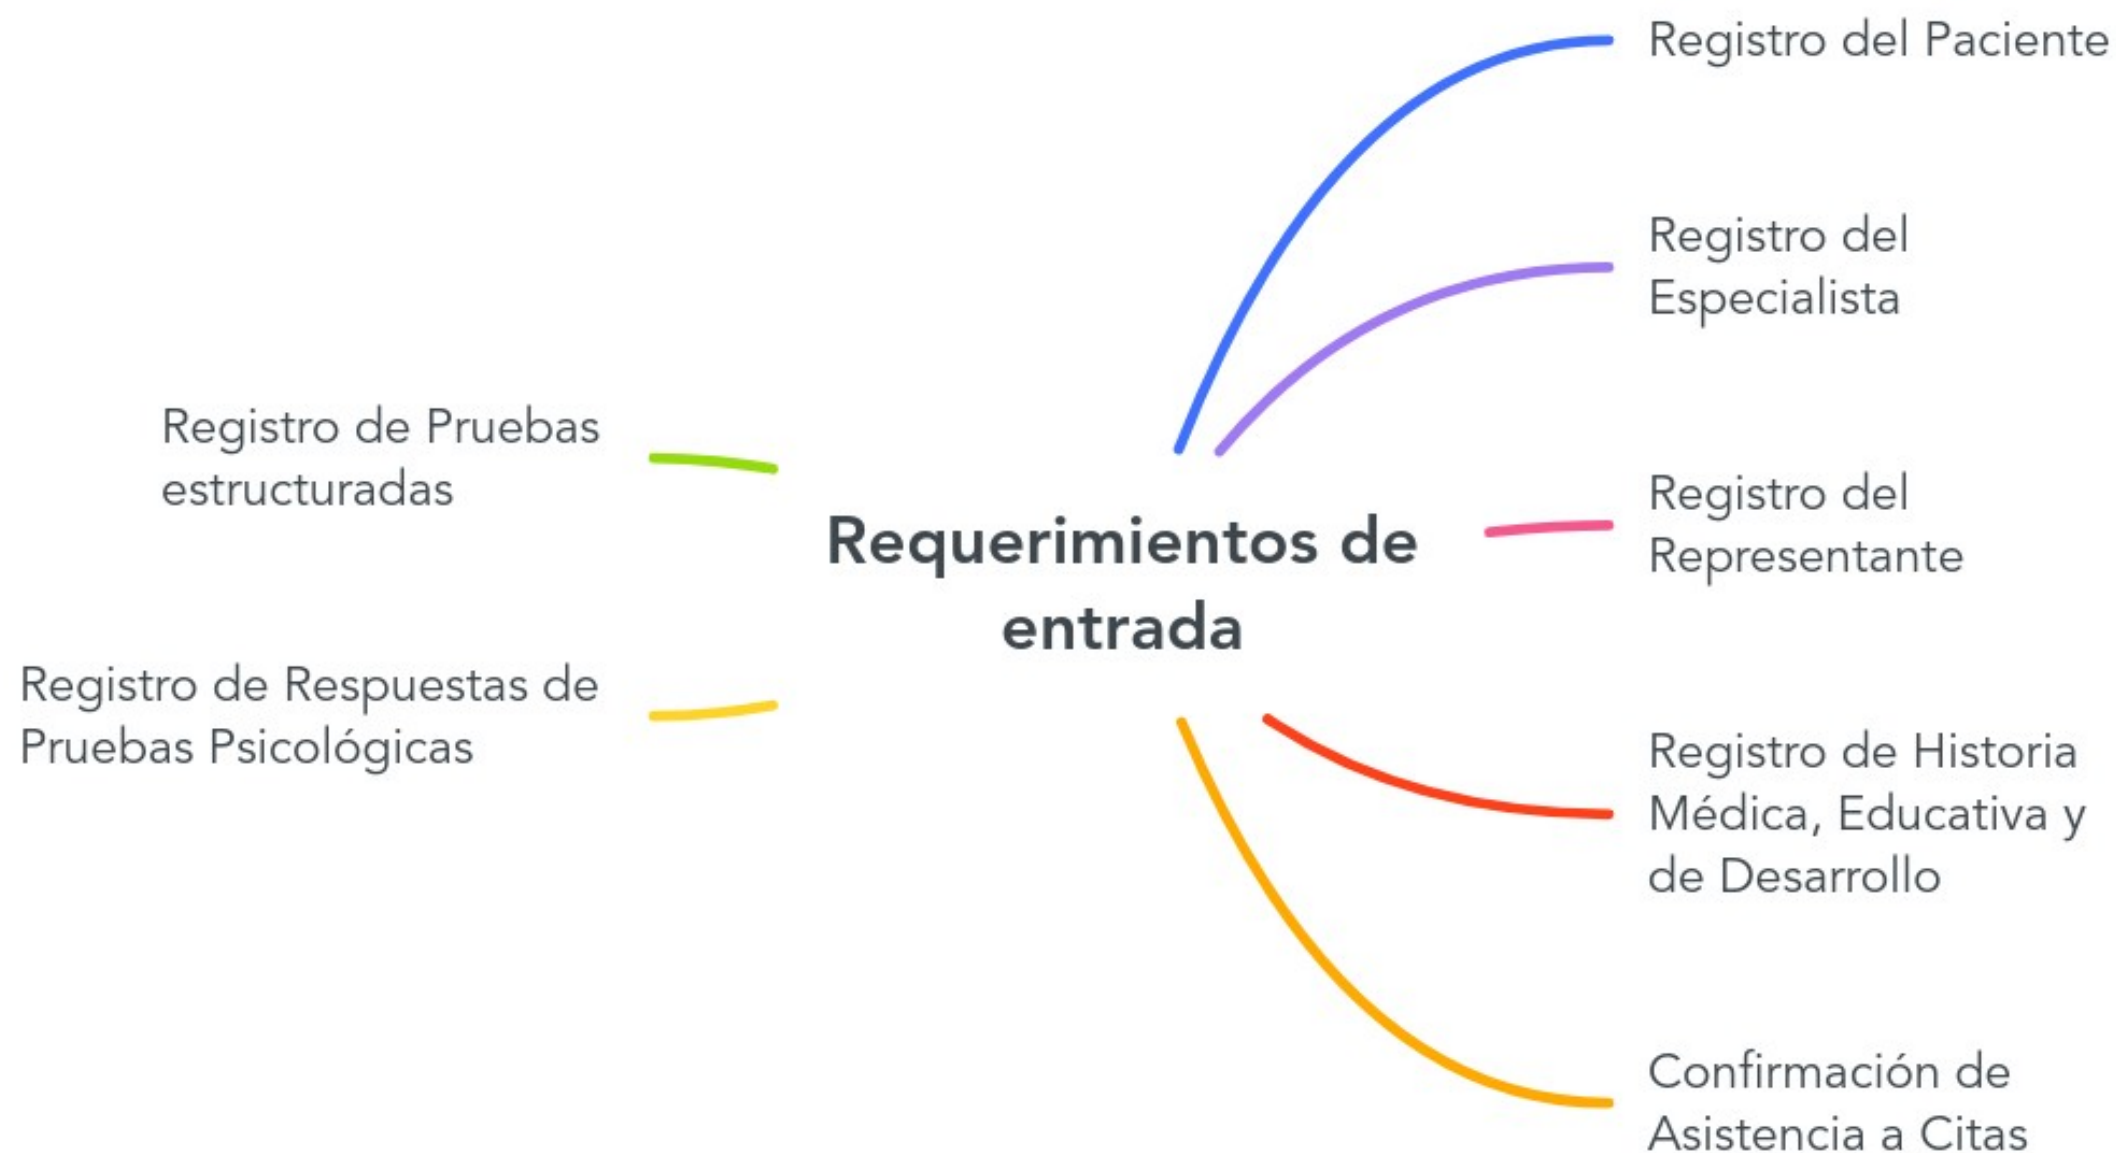 Requerimientos de
entrada
Registro del Paciente
Registro del
Especialista
Registro del
Representante
Registro de Historia
Médica, Educativa y
de Desarrollo
Confirmación de
Asistencia a Citas
Registro de Pruebas
estructuradas
Registro de Respuestas de
Pruebas Psicológicas